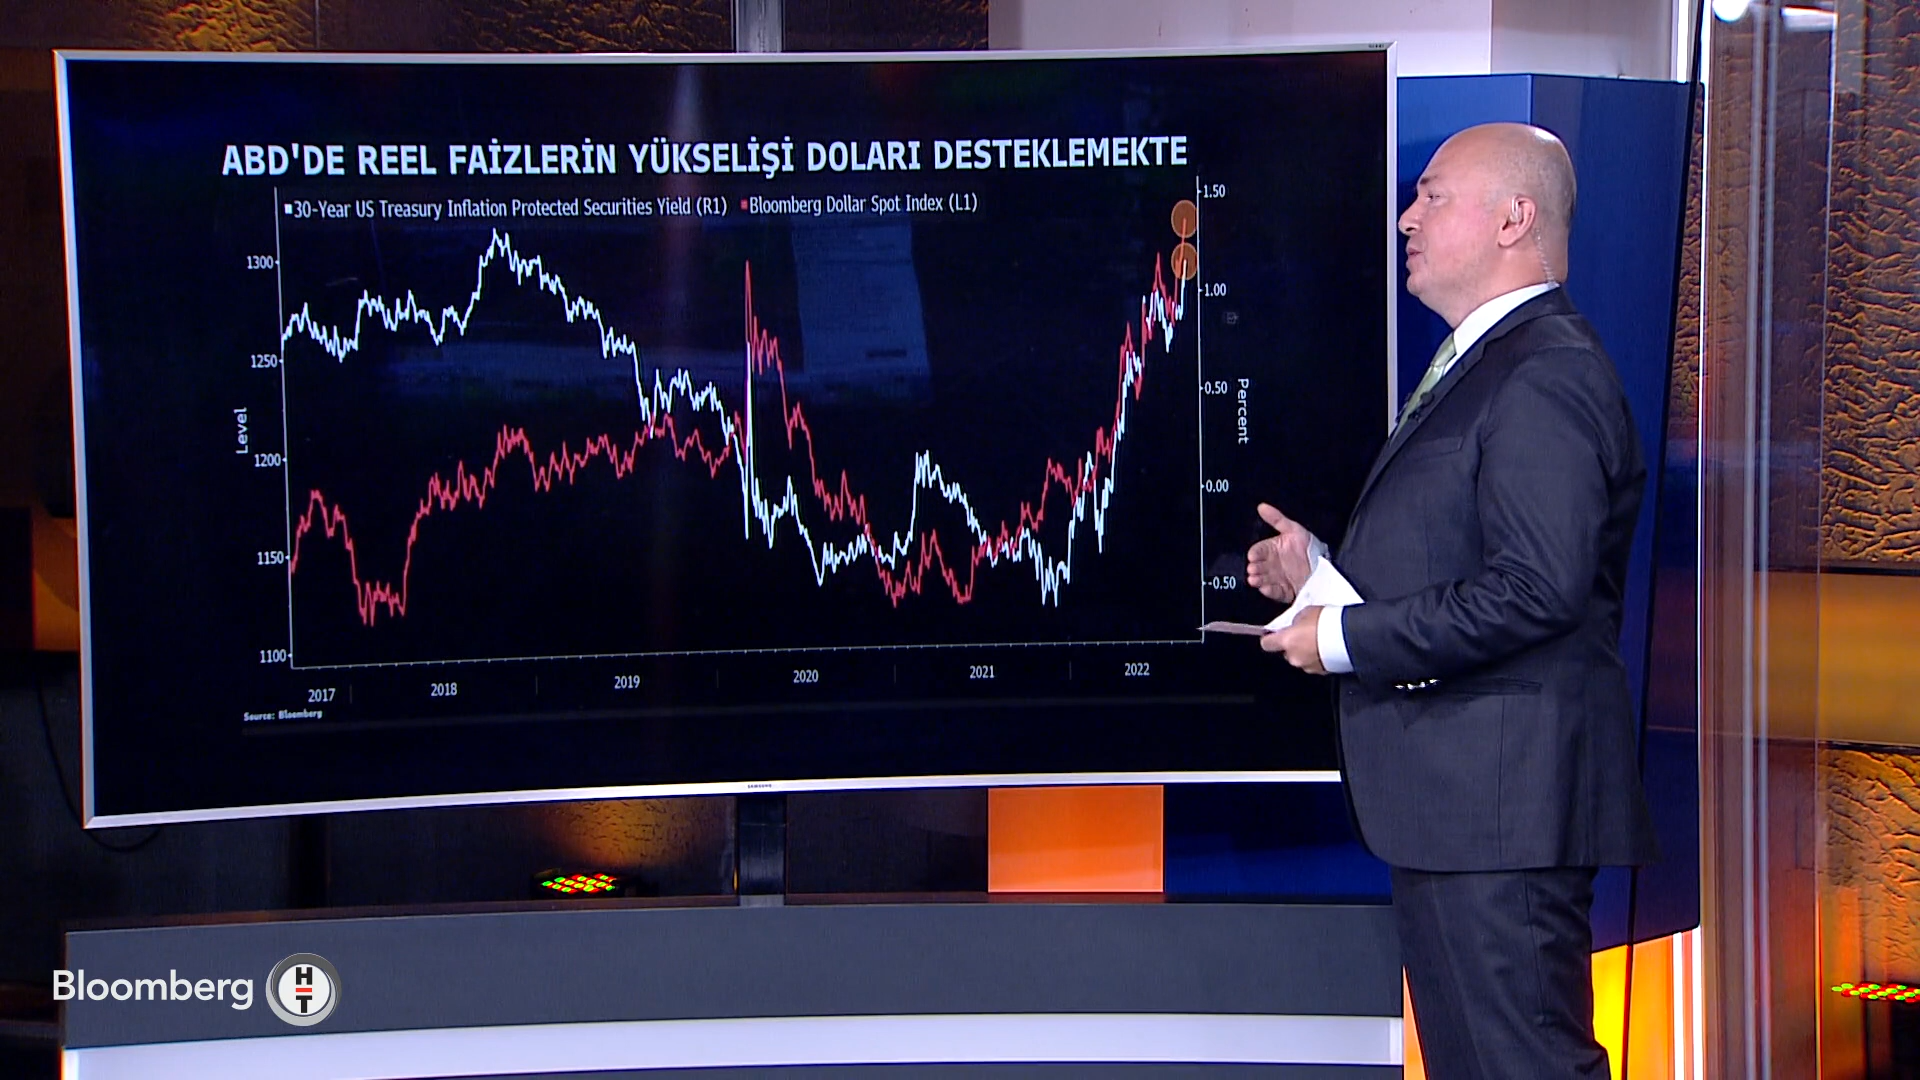 ABD'DE REEL FAİZLERİN YÜKSELİŞİ DOLARI DESTEKLEMEKTE
30-Year US Treasury Inflation Protected Securities Yield (R1) Bloomberg Dollar Spot Index (L1)
1300
1250
1200
1150
1100
Level
1.50
1.00
0.50
0.00
-0.50
Percent
2017 2018 2019 2020 2021 2022
Source: Bloomberg
SAMSUNG
Bloomberg HT